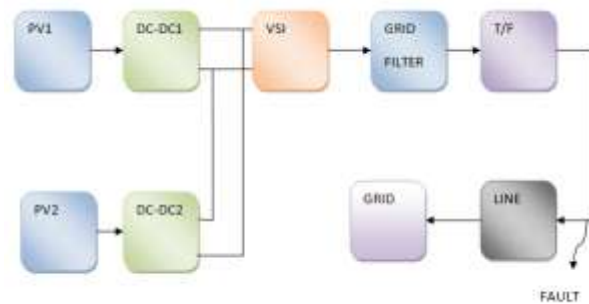 PV1
DC-DC1
VSI
GRID
FILTER
T/F
PV2
DC-DC2
GRID
LINE
FAULT